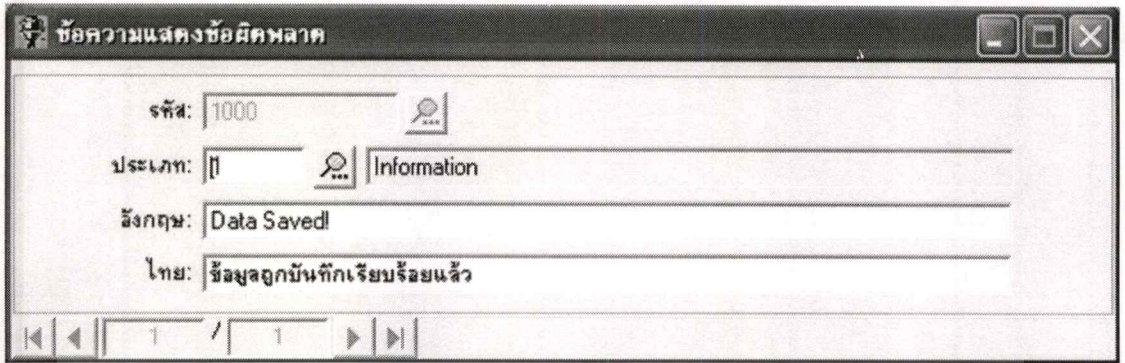 ข้อความแสดงข้อผิดพลาด
รหัส: 1000
ประเภท: 1 Information
อังกฤษ: Data Saved!
ไทย: ข้อมูลถูกบันทึกเรียบร้อยแล้ว
1 / 1